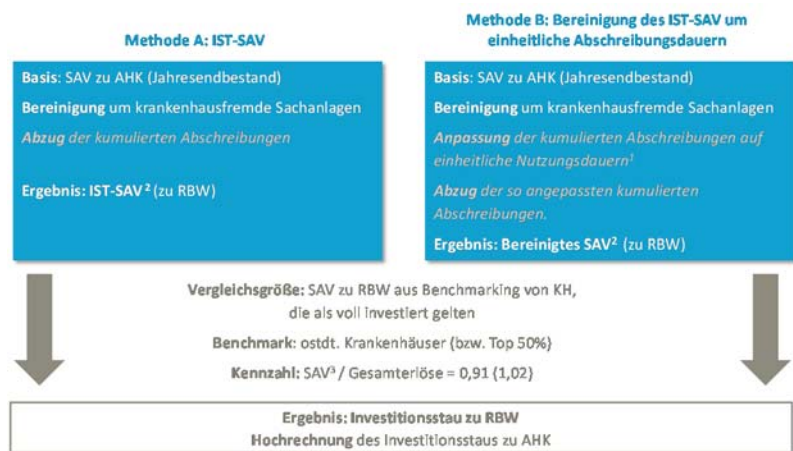 Methode A: IST-SAV
Basis: SAV zu AHK (Jahresendbestand)
Bereinigung um krankenhausfremde Sachanlagen
Abzug der kumulierten Abschreibungen
Ergebnis: IST-SAV ² (zu RBW)
Methode B: Bereinigung des IST-SAV um
einheitliche Abschreibungsdauern
Basis: SAV zu AHK (Jahresendbestand)
Bereinigung um krankenhausfremde Sachanlagen
Anpassung der kumulierten Abschreibungen auf
einheitliche Nutzungsdauern¹
Abzug der so angepassten kumulierten
Abschreibungen.
Ergebnis: Bereinigtes SAV² (zu RBW)
Vergleichsgröße: SAV zu RBW aus Benchmarking von KH,
die als voll investiert gelten
Benchmark: ostdt. Krankenhäuser (bzw. Top 50%)
Kennzahl: SAV³ / Gesamterlöse = 0,91 (1,02)
Ergebnis: Investitionsstau zu RBW
Hochrechnung des Investitionsstaus zu AHK